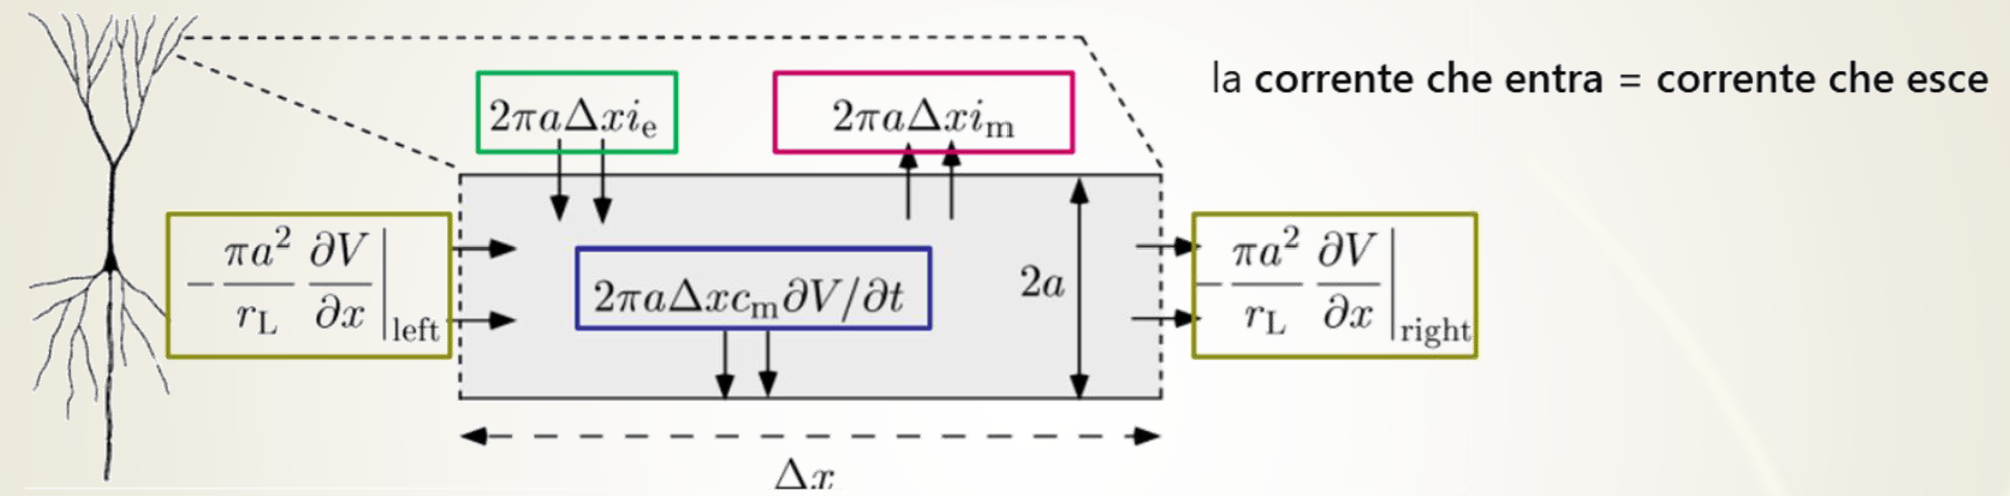 la corrente che entra = corrente che esce
2πaΔxi_e
2πaΔxi_m
−πa²/r_L ∂V/∂x|_left
2πaΔxc_m∂V/∂t
2a
−πa²/r_L ∂V/∂x|_right
Δx